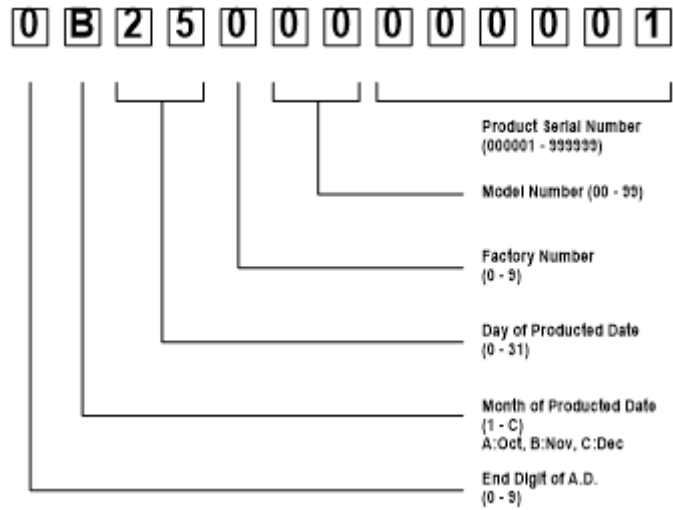 0 B 2 5 0 0 0 0 0 0 0 0 1
Product Serial Number
(000001 - 999999)
Model Number (00 - 99)
Factory Number
(0 - 9)
Day of Producted Date
(0 - 31)
Month of Producted Date
(1 - C)
A:Oct, B:Nov, C:Dec
End Digit of A.D.
(0 - 9)